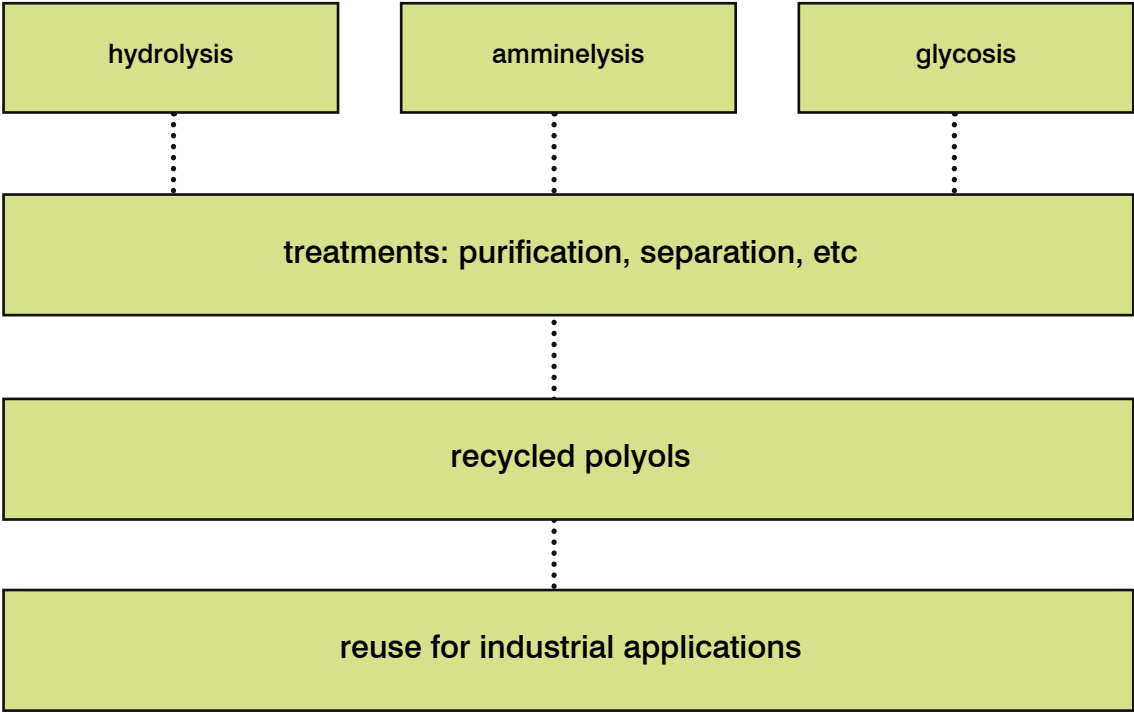 hydrolysis
amminelysis
glycosis
treatments: purification, separation, etc
recycled polyols
reuse for industrial applications